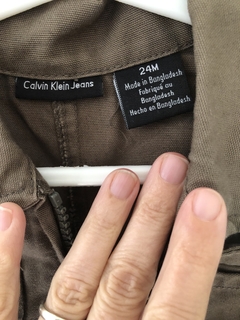 Calvin Klein Jeans
24M
Made in Bangladesh
Fabriqué au
Bangladesh
Hecho en Bangladesh